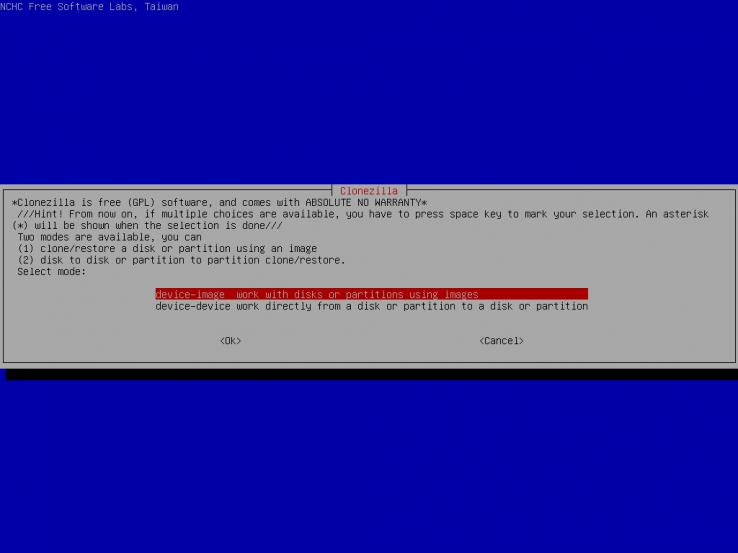 NCHC Free Software Labs, Taiwan
Clonezilla
*Clonezilla is free (GPL) software, and comes with ABSOLUTE NO WARRANTY*
///Hint! From now on, if multiple choices are available, you have to press space key to mark your selection. An asterisk
(*) will be shown when the selection is done///
Two modes are available, you can
(1) clone/restore a disk or partition using an image
(2) disk to disk or partition to partition clone/restore.
Select mode:
device-image work with disks or partitions using images
device-device work directly from a disk or partition to a disk or partition
<Ok> <Cancel>